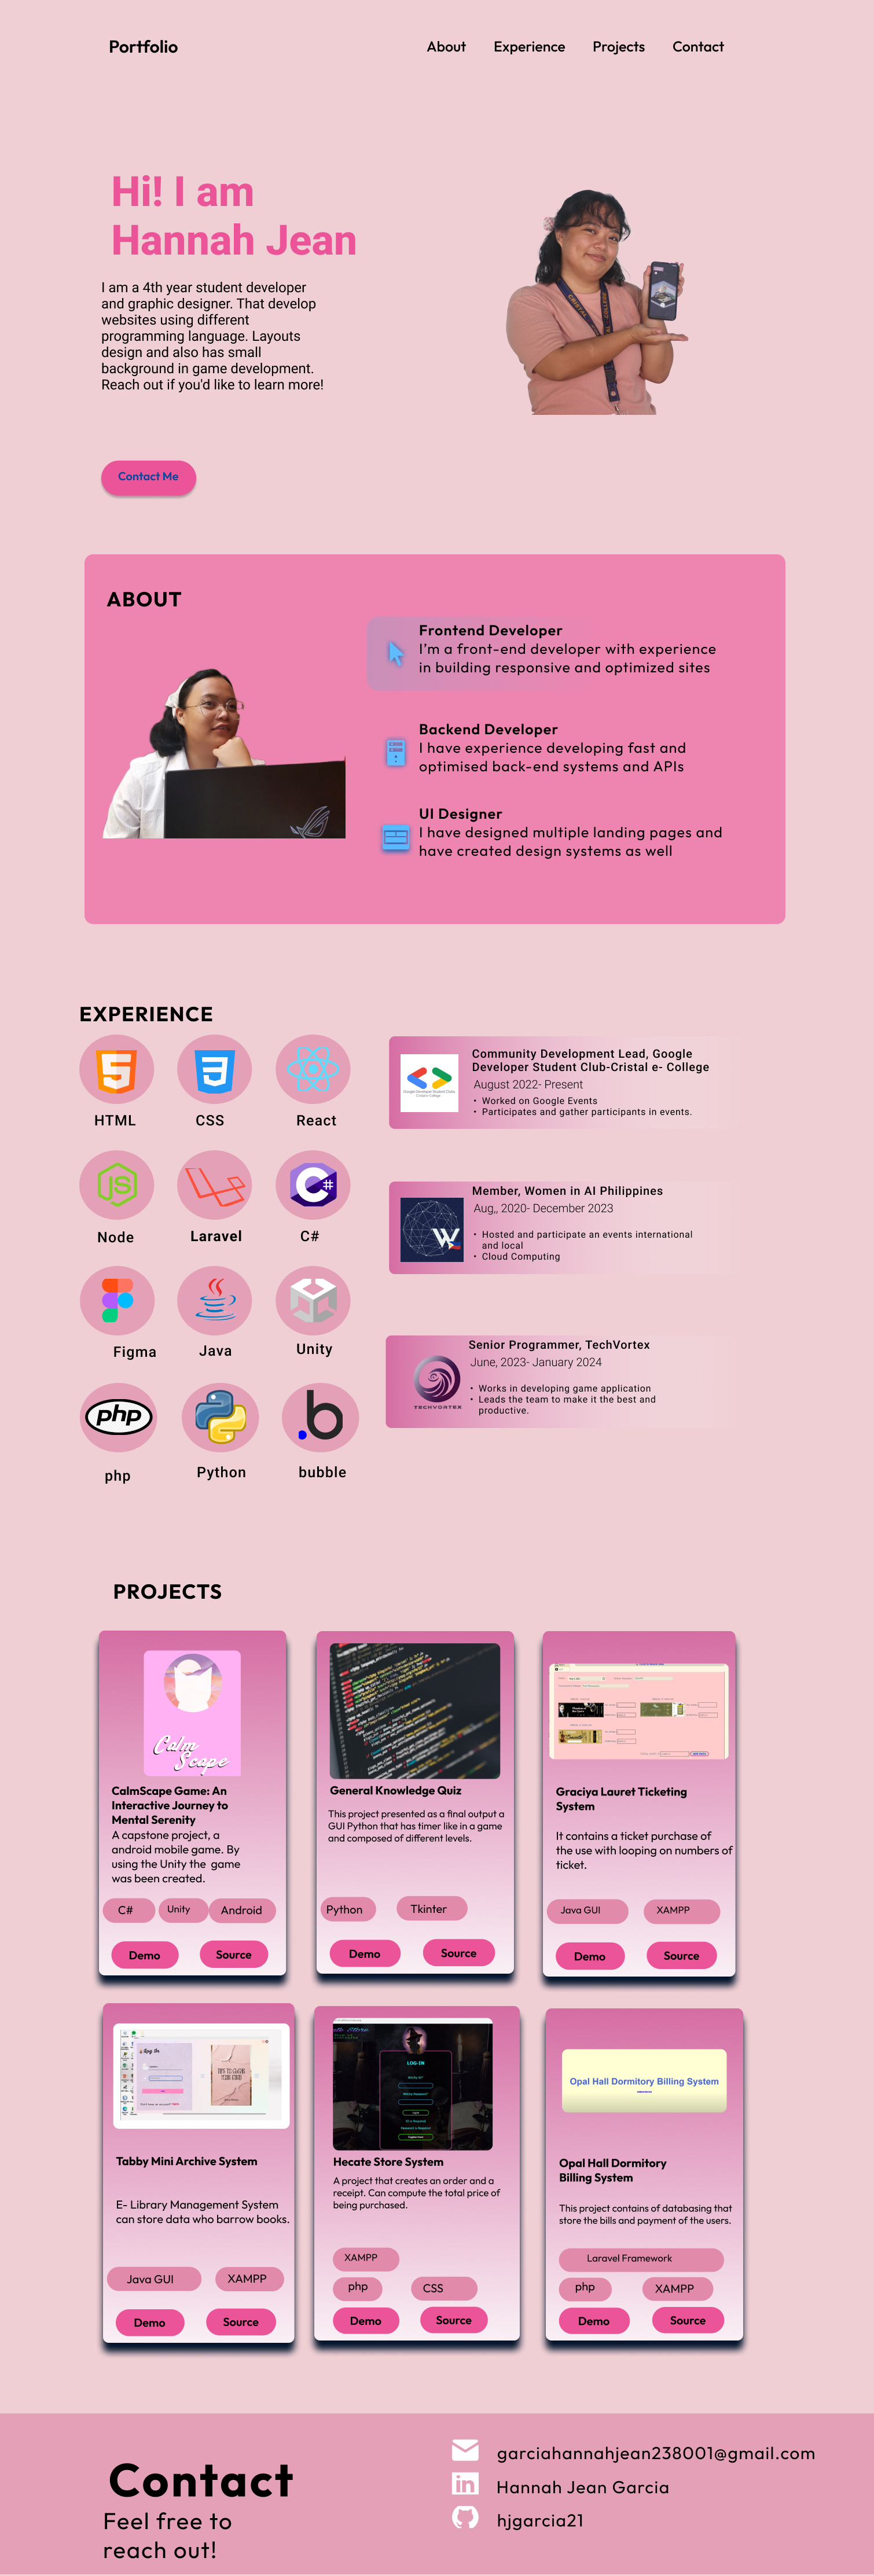 Portfolio
About
Experience
Projects
Contact
Hi! I am
Hannah Jean
I am a 4th year student developer
and graphic designer. That develop
websites using different
programming language. Layouts
design and also has small
background in game development.
Reach out if you'd like to learn more!
Contact Me
ABOUT
Frontend Developer
I'm a front-end developer with experience
in building responsive and optimized sites
Backend Developer
I have experience developing fast and
optimised back-end systems and APIs
UI Designer
I have designed multiple landing pages and
have created design systems as well
EXPERIENCE
HTML
CSS
React
JS
Node
Laravel
C#
Figma
Java
Unity
php
php
Python
bubble
Community Development Lead, Google
Developer Student Club-Cristal e- College
August 2022- Present
• Worked on Google Events
• Participates and gather participants in events.
Member, Women in AI Philippines
Aug,, 2020- December 2023
• Hosted and participate an events international
and local
• Cloud Computing
TECHVORTEX
Senior Programmer, TechVortex
June, 2023- January 2024
• Works in developing game application
• Leads the team to make it the best and
productive.
PROJECTS
Calm
Scape
CalmScape Game: An
Interactive Journey to
Mental Serenity
A capstone project, a
android mobile game. By
using the Unity the game
was been created.
C#
Unity
Android
Demo
Source
General Knowledge Quiz
This project presented as a final output a
GUI Python that has timer like in a game
and composed of different levels.
Python
Tkinter
Demo
Source
Graciya Lauret Ticketing
System
It contains a ticket purchase of
the use with looping on numbers of
ticket.
Java GUI
XAMPP
Demo
Source
Log In
Tabby Mini Archive System
E- Library Management System
can store data who barrow books.
Java GUI
XAMPP
Demo
Source
LOG-IN
Hecate Store System
A project that creates an order and a
receipt. Can compute the total price of
being purchased.
XAMPP
php
CSS
Demo
Source
Opal Hall Dormitory Billing System
Opal Hall Dormitory
Billing System
This project contains of databasing that
store the bills and payment of the users.
Laravel Framework
php
XAMPP
Demo
Source
Contact
Feel free to
reach out!
garciahannahjean238001@gmail.com
Hannah Jean Garcia
hjgarcia21